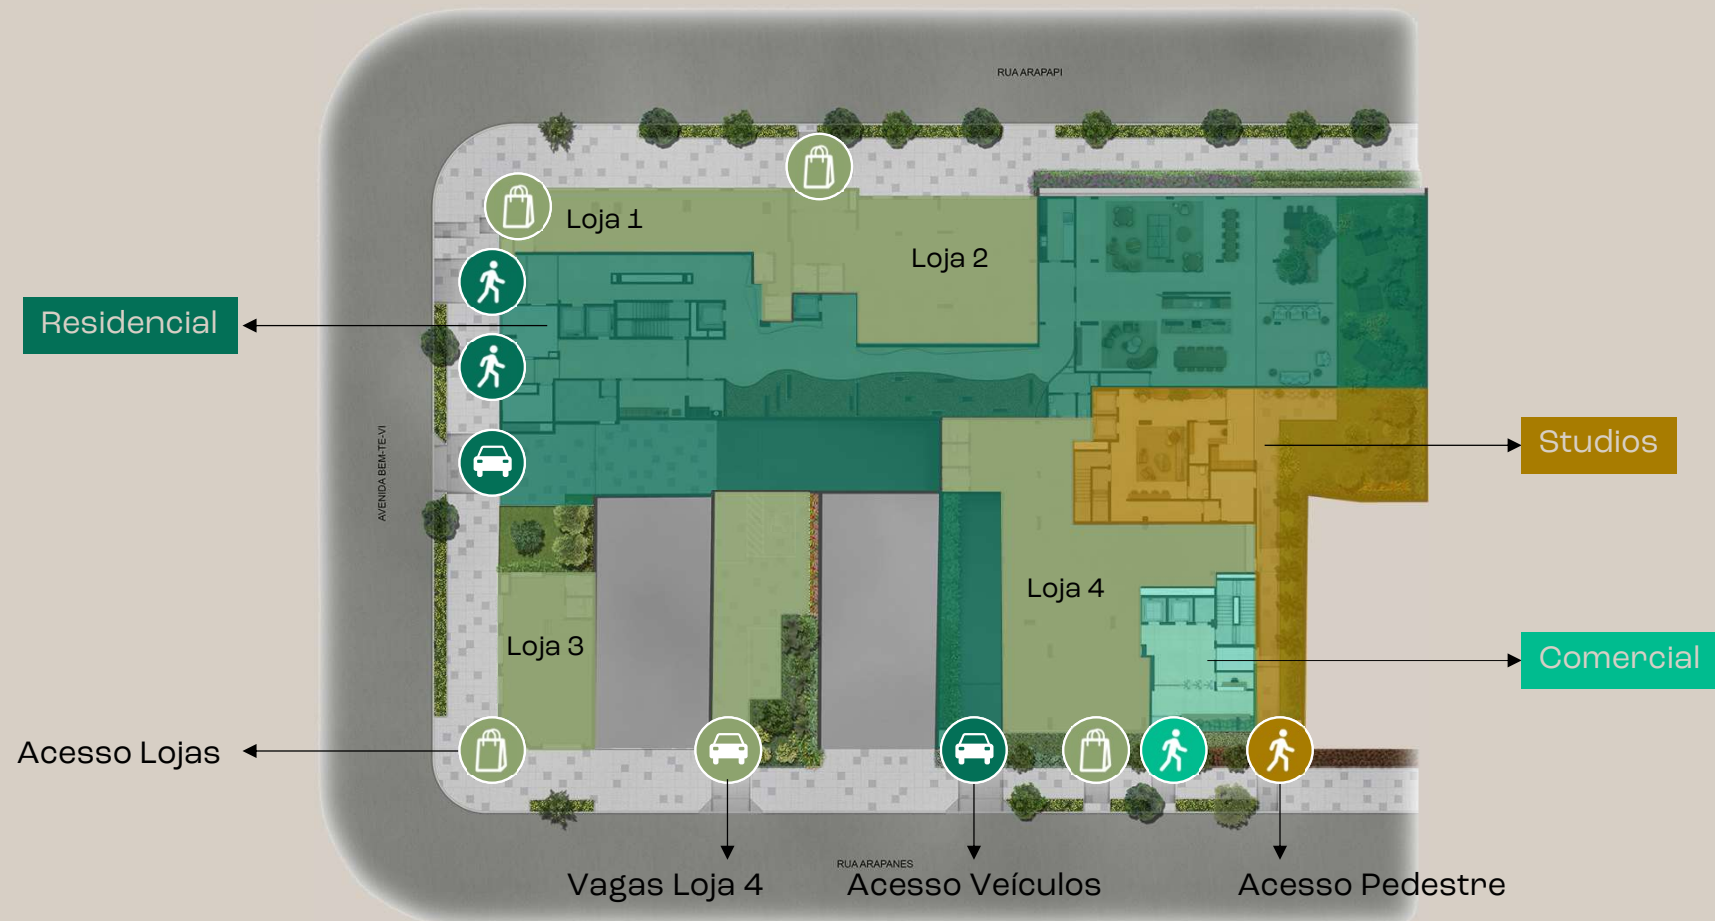 RUA ARAPAPI
Loja 1
Loja 2
Residencial
AVENIDA BEM-TE-VI
Studios
Loja 4
Loja 3
Comercial
Acesso Lojas
RUA ARAPANES
Vagas Loja 4
Acesso Veículos
Acesso Pedestre